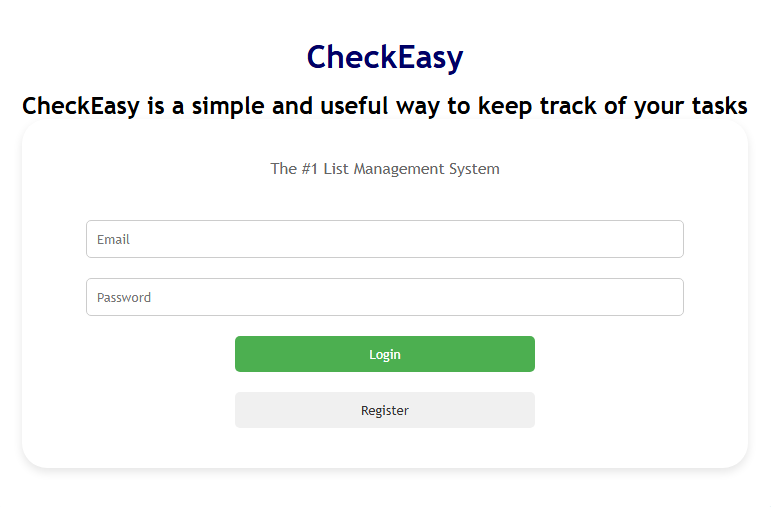 CheckEasy
CheckEasy is a simple and useful way to keep track of your tasks
The #1 List Management System
Email
Password
Login
Register